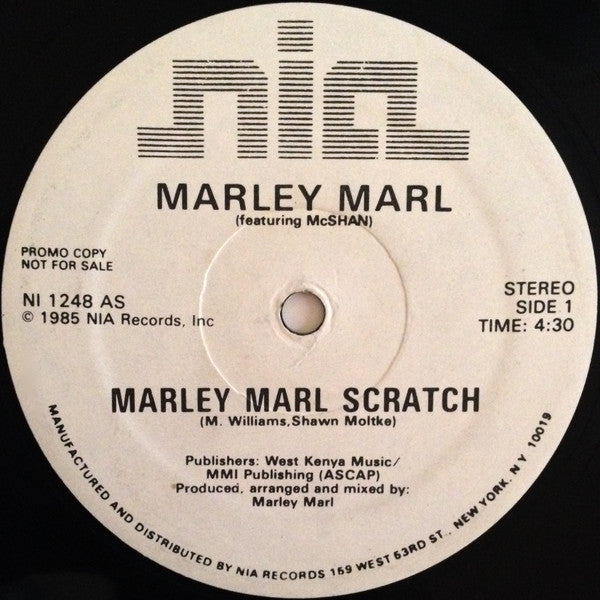 nia
MARLEY MARL
(featuring McSHAN)
PROMO COPY
NOT FOR SALE
NI 1248 AS
© 1985 NIA Records, Inc
STEREO
SIDE 1
TIME: 4:30
MARLEY MARL SCRATCH
(M. Williams,Shawn Moltke)
Publishers: West Kenya Music/
MMI Publishing (ASCAP)
Produced, arranged and mixed by:
Marley Marl
MANUFACTURED AND DISTRIBUTED BY NIA RECORDS 159 WEST 53RD ST., NEW YORK, NY 10019